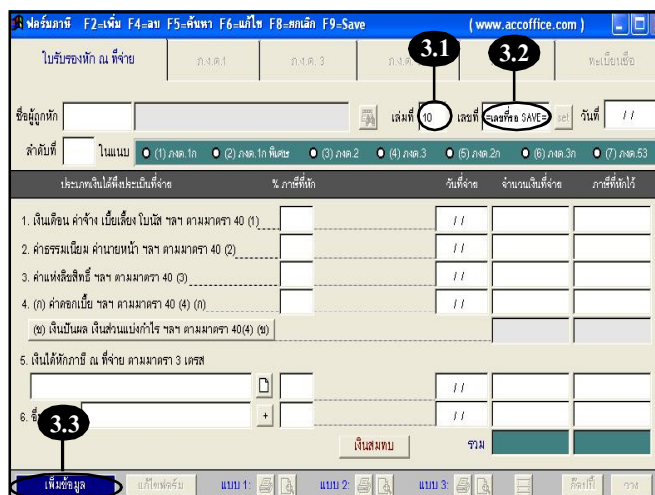 ฟอร์มภาษี F2=เพิ่ม F4=ลบ F5=ค้นหา F6=แก้ไข F8=ยกเลิก F9=Save ( www.accoffice.com )
ใบรับรองหัก ณ ที่จ่าย ภ.ง.ด.1 ภ.ง.ด. 3 ภ.ง.ด. ทะเบียนชื่อ
3.1 3.2
ชื่อผู้ถูกหัก เล่มที่ 10 เลขที่ =เลขที่ขอ SAVE= set วันที่ / /
ลำดับที่ ในแนบ (1) ภงด.1ก (2) ภงด.1ก พิเศษ (3) ภงด.2 (4) ภงด.3 (5) ภงด.2ก (6) ภงด.3ก (7) ภงด.53
ประเภทเงินได้พึงประเมินที่จ่าย % ภาษีที่หัก วันที่จ่าย จำนวนเงินที่จ่าย ภาษีที่หักไว้
1. เงินเดือน ค่าจ้าง เบี้ยเลี้ยง โบนัส ฯลฯ ตามมาตรา 40 (1) / /
2. ค่าธรรมเนียม ค่านายหน้า ฯลฯ ตามมาตรา 40 (2) / /
3. ค่าแห่งลิขสิทธิ์ ฯลฯ ตามมาตรา 40 (3) / /
4. (ก) ค่าดอกเบี้ย ฯลฯ ตามมาตรา 40 (4) (ก) / /
(ข) เงินปันผล เงินส่วนแบ่งกำไร ฯลฯ ตามมาตรา 40(4) (ข)
5. เงินได้หักภาษี ณ ที่จ่าย ตามมาตรา 3 เตรส
/ /
6. + / /
3.3
เงินสมทบ รวม
เพิ่มข้อมูล แก้ไขฟอร์ม แบบ 1: แบบ 2: แบบ 3: ก๊อปปี้ วาง